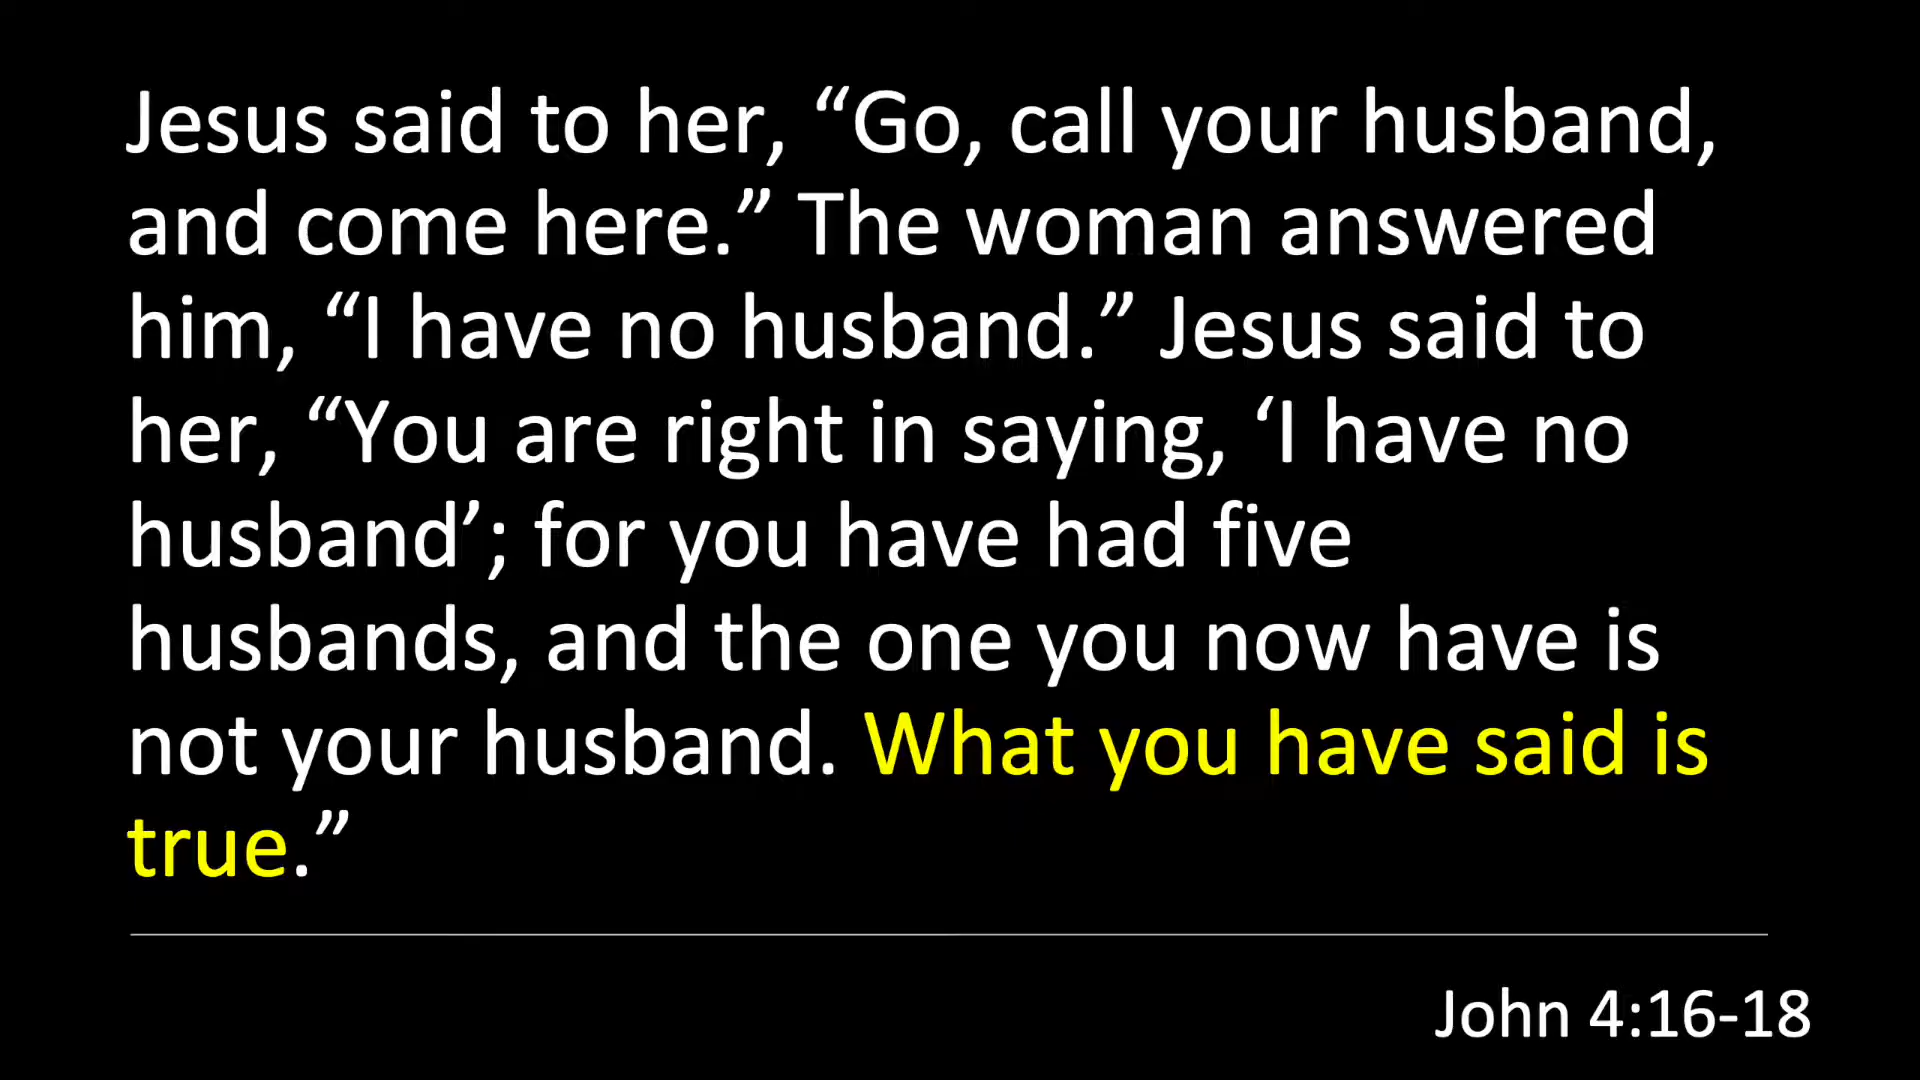 Jesus said to her, “Go, call your husband,
and come here.” The woman answered
him, “I have no husband.” Jesus said to
her, “You are right in saying, ‘I have no
husband’; for you have had five
husbands, and the one you now have is
not your husband. What you have said is
true.”
John 4:16-18